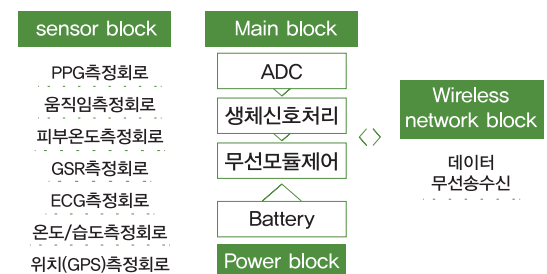 sensor block
PPG측정회로
움직임측정회로
피부온도측정회로
GSR측정회로
ECG측정회로
온도/습도측정회로
위치(GPS)측정회로
Main block
ADC
생체신호처리
무선모듈제어
Battery
Power block
Wireless
network block
데이터
무선송수신